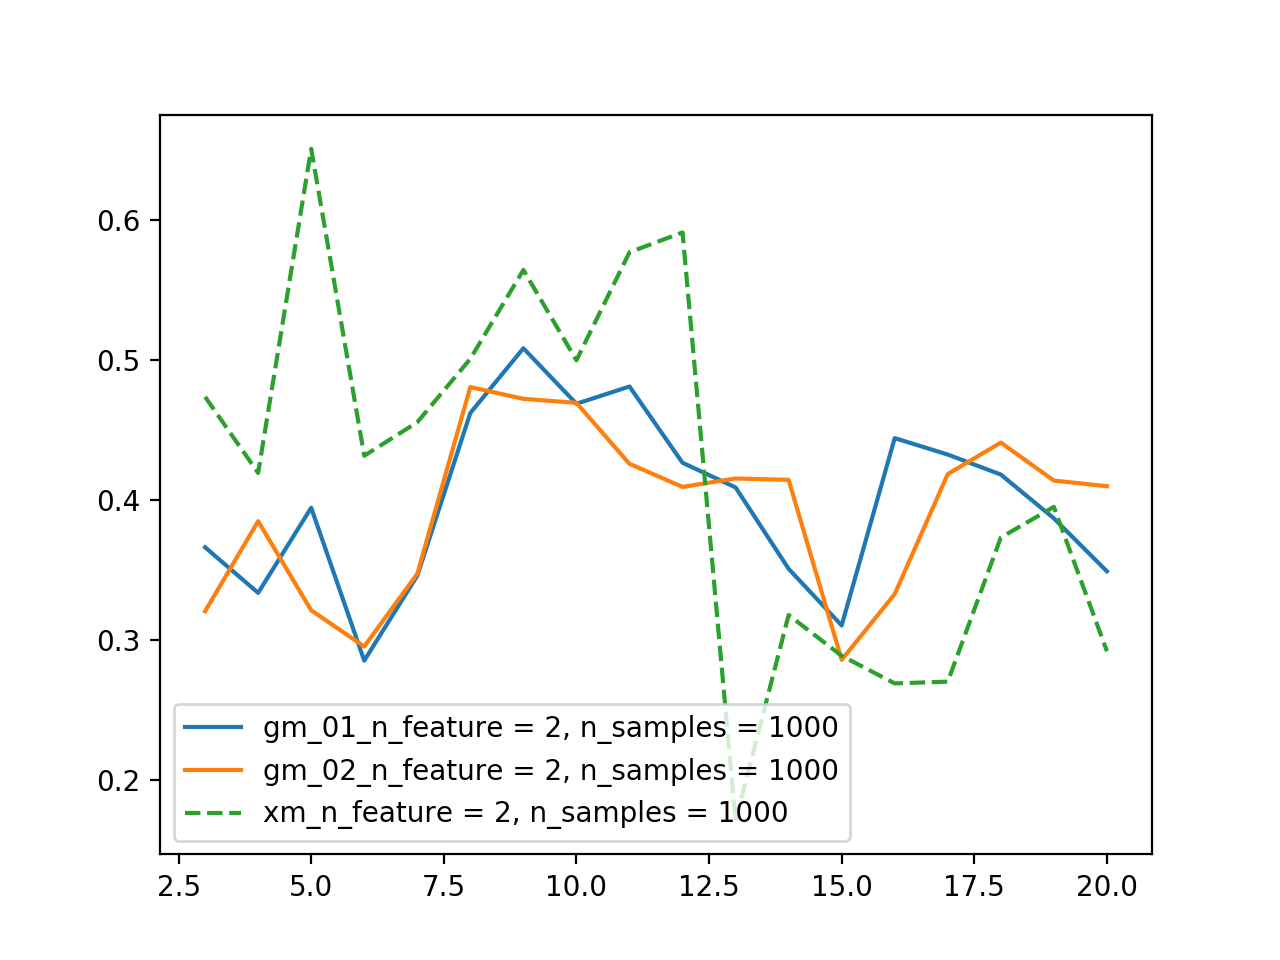 0.6
0.5
0.4
0.3
0.2
gm_01_n_feature = 2, n_samples = 1000
gm_02_n_feature = 2, n_samples = 1000
xm_n_feature = 2, n_samples = 1000
2.5 5.0 7.5 10.0 12.5 15.0 17.5 20.0